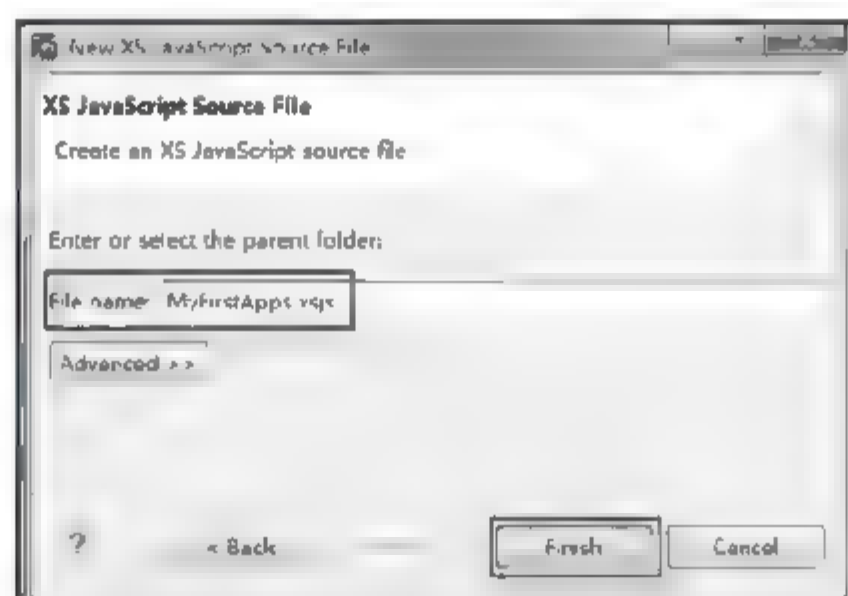 New XS JavaScript Source File
XS JavaScript Source File
Create an XS JavaScript source file
Enter or select the parent folder:
File name: MyFirstApps.xsjs
Advanced >>
?
< Back
Finish
Cancel